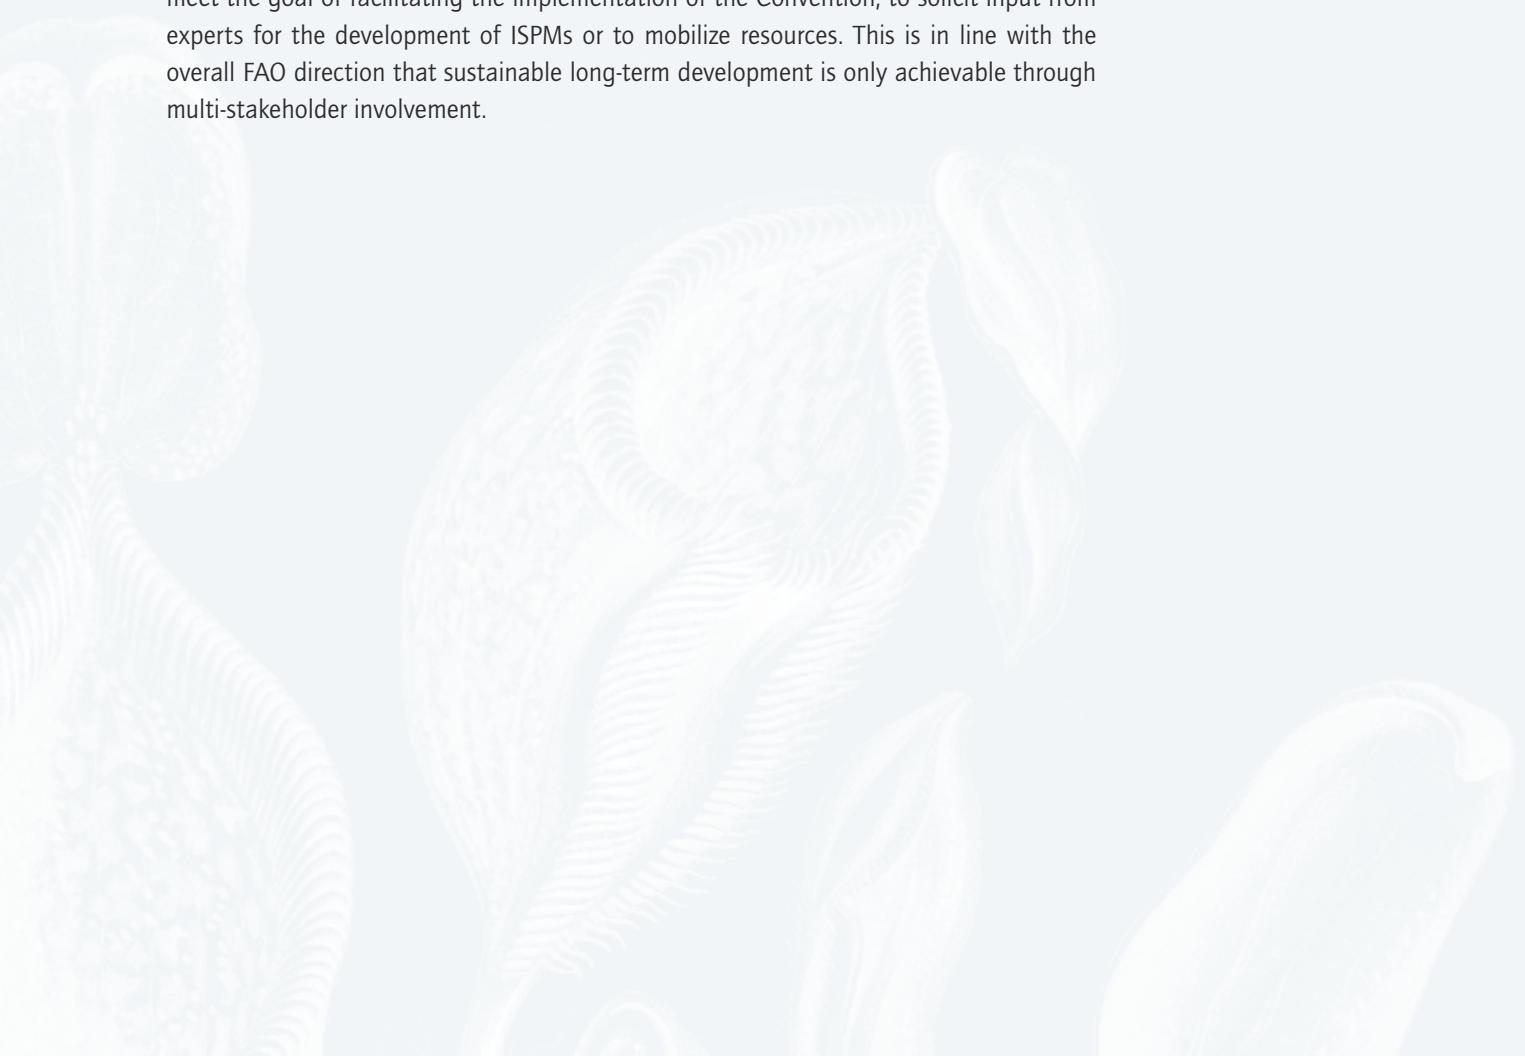 meet the goal of facilitating the implementation of the Convention, to solicit input from
experts for the development of ISPMs or to mobilize resources. This is in line with the
overall FAO direction that sustainable long-term development is only achievable through
multi-stakeholder involvement.